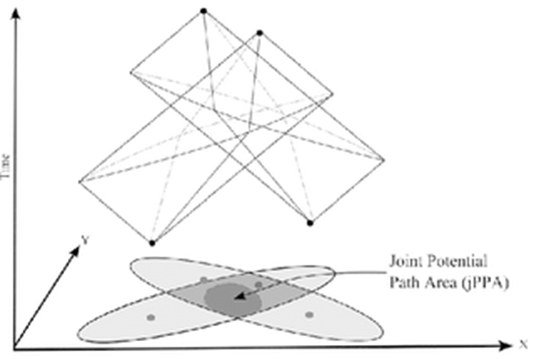 Time
Y
Joint Potential
Path Area (jPPA)
X